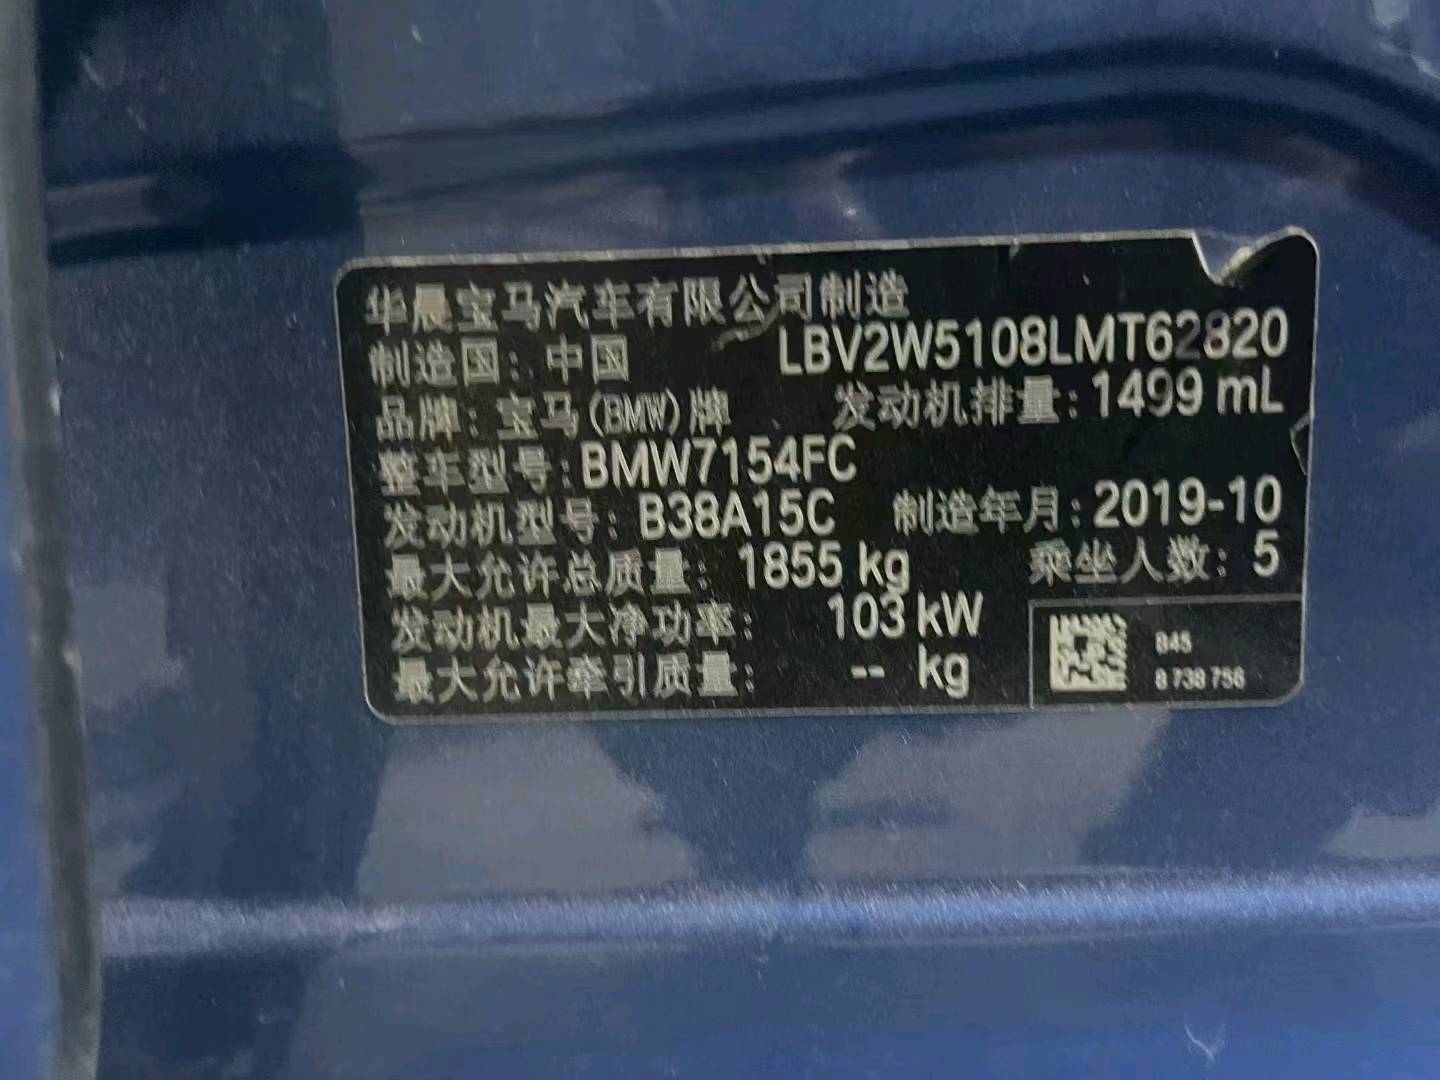 华晨宝马汽车有限公司制造
制造国：中国 LBV2W5108LMT62820
品牌：宝马(BMW)牌 发动机排量：1499 mL
整车型号：BMW7154FC
发动机型号：B38A15C 制造年月：2019-10
最大允许总质量：1855 kg 乘坐人数：5
发动机最大净功率：103 kW
最大允许牵引质量：-- kg
B45
8 738 756